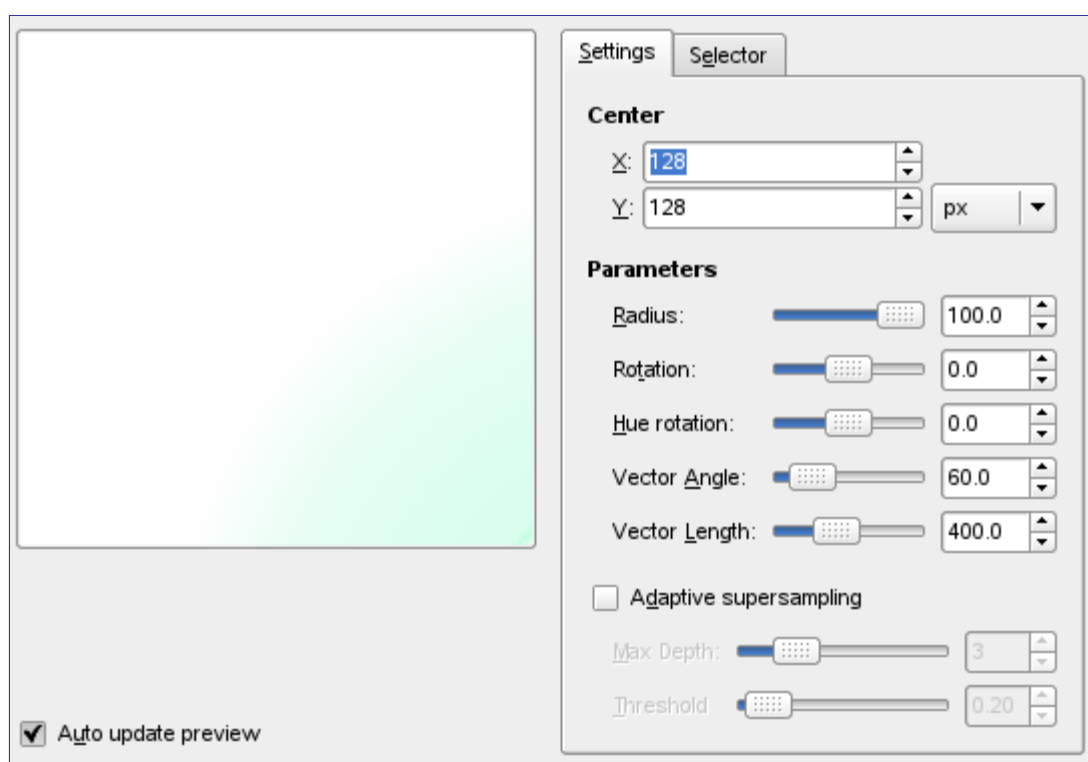 Settings
Selector
Center
X: 128
Y: 128 px
Parameters
Radius: 100.0
Rotation: 0.0
Hue rotation: 0.0
Vector Angle: 60.0
Vector Length: 400.0
Adaptive supersampling
Max Depth: 3
Threshold 0.20
Auto update preview